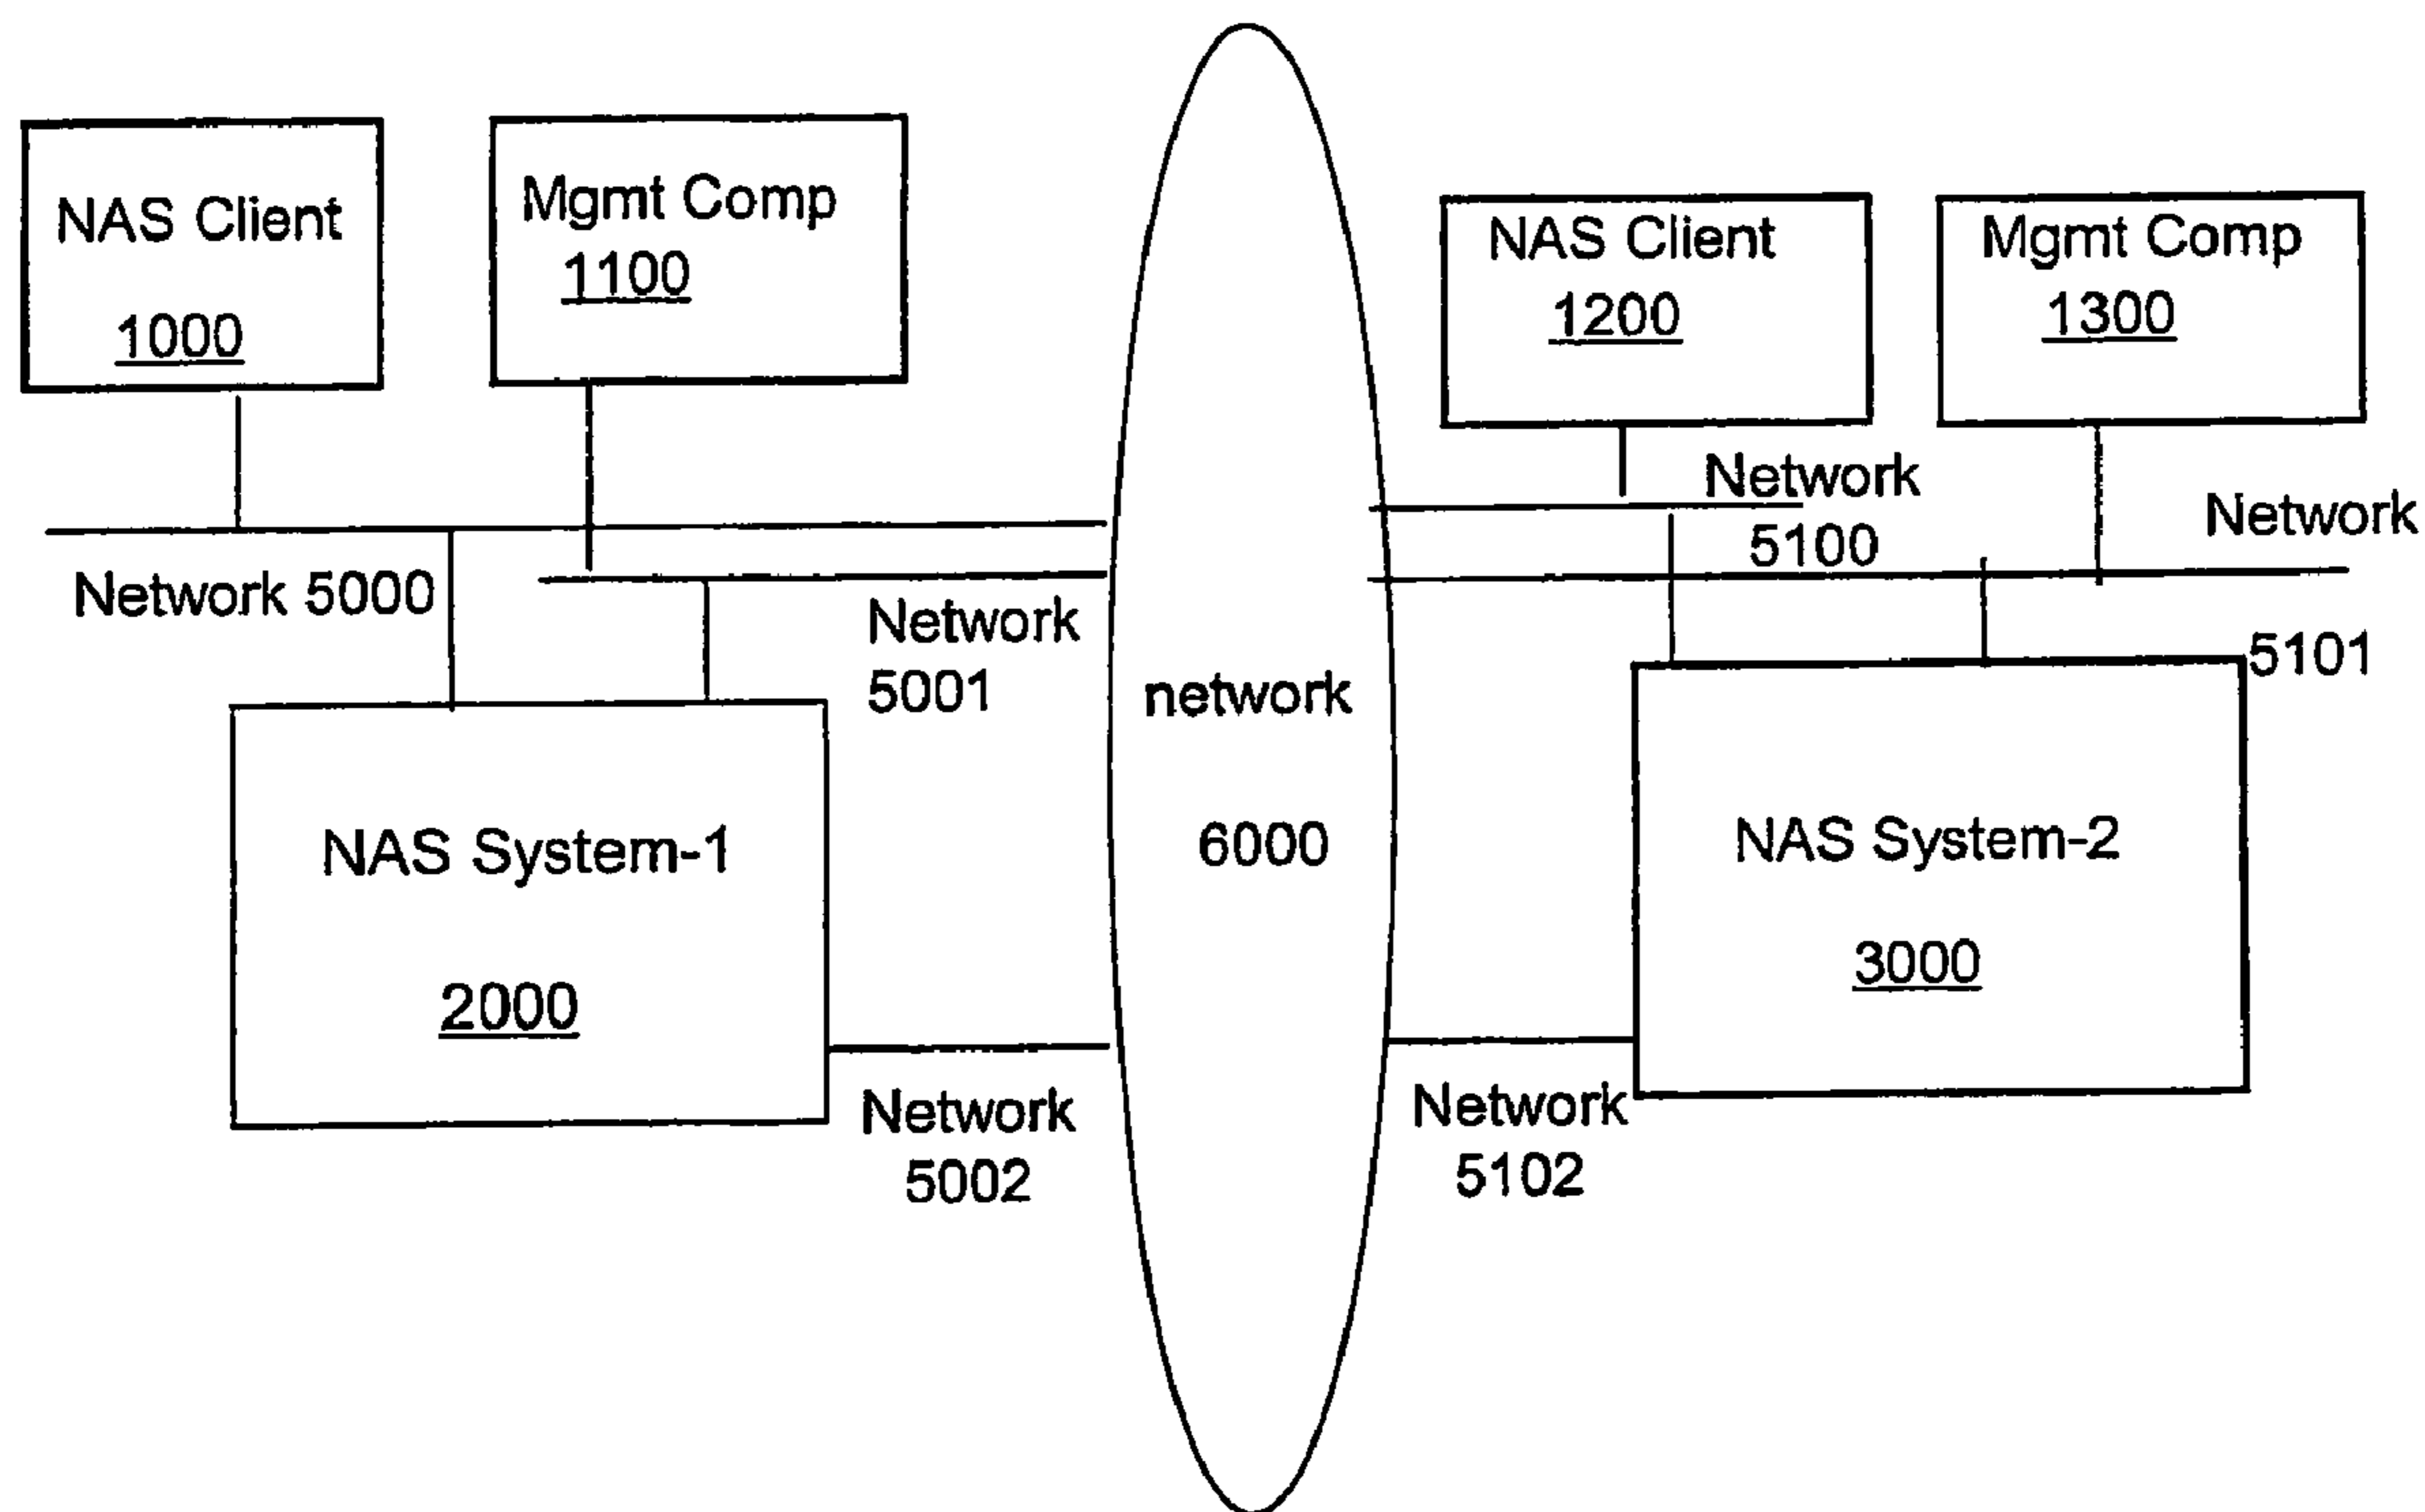 NAS Client
1000
Mgmt Comp
1100
NAS Client
1200
Mgmt Comp
1300
Network 5000
Network
5001
network
6000
Network
5100
Network
5101
NAS System-1
2000
NAS System-2
3000
Network
5002
Network
5102